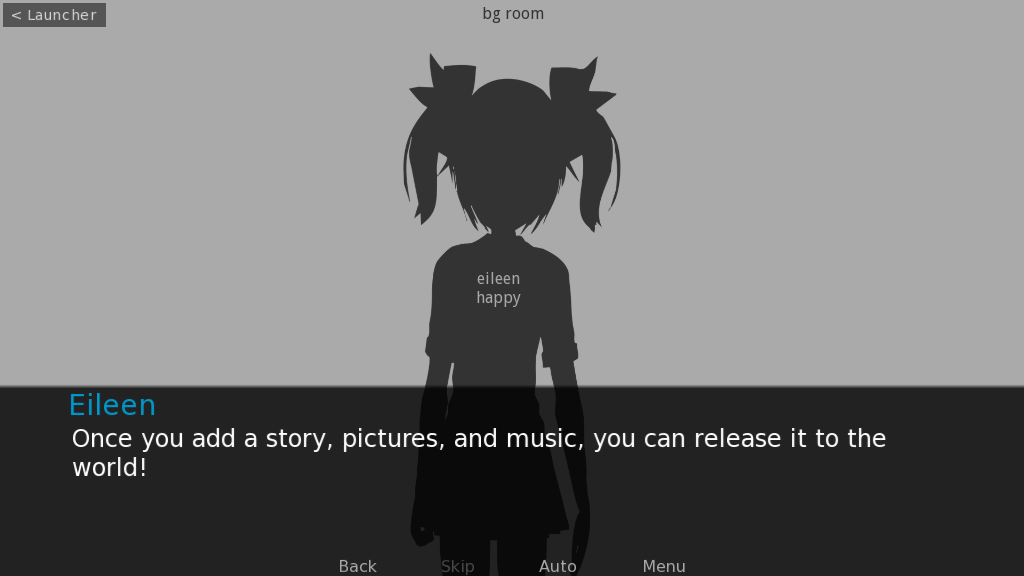 < Launcher
bg room
eileen
happy
Eileen
Once you add a story, pictures, and music, you can release it to the
world!
Back Skip Auto Menu